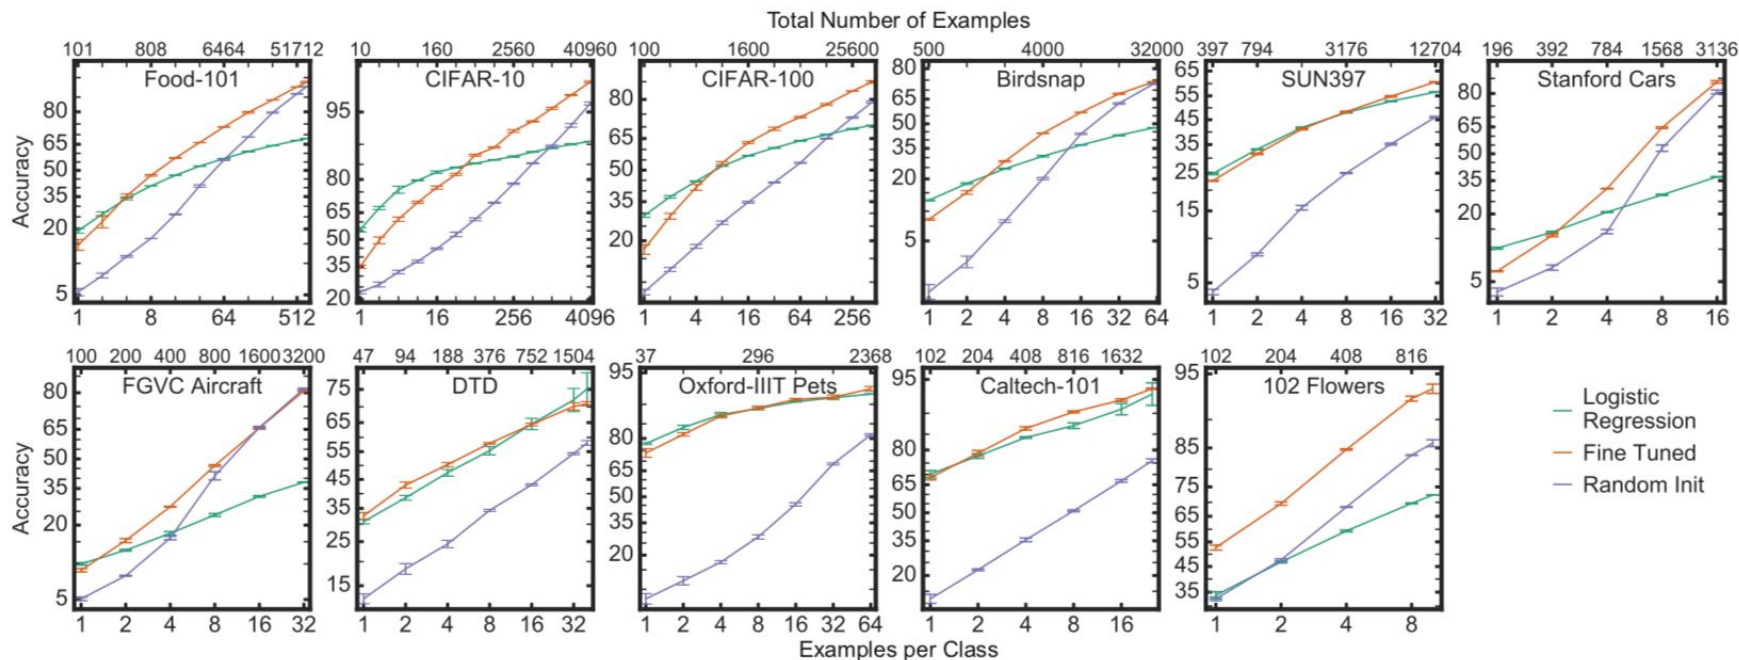 Total Number of Examples
101 808 6464 51712
10 160 2560 40960
100 1600 25600
500 4000 32000
397 794 3176 12704
196 392 784 1568 3136
Food-101
CIFAR-10
CIFAR-100
Birdsnap
SUN397
Stanford Cars
Accuracy
80
65
50
35
20
5
95
80
65
50
35
20
80
65
50
35
20
80
65
50
35
20
5
65
55
45
35
25
15
5
80
65
50
35
20
5
1 8 64 512
1 16 256 4096
1 4 16 64 256
1 2 4 8 16 32 64
1 2 4 8 16 32
1 2 4 8 16
100 200 400 800 1600 3200
47 94 188 376 752 1504
37 296 2368
102 204 408 816 1632
102 204 408 816
FGVC Aircraft
DTD
Oxford-IIIT Pets
Caltech-101
102 Flowers
Accuracy
80
65
50
35
20
5
75
65
55
45
35
25
15
95
80
65
50
35
20
95
80
65
50
35
20
95
85
75
65
55
45
35
Logistic
Regression
Fine Tuned
Random Init
1 2 4 8 16 32
1 2 4 8 16 32
1 2 4 8 16 32 64
1 2 4 8 16
1 2 4 8
Examples per Class